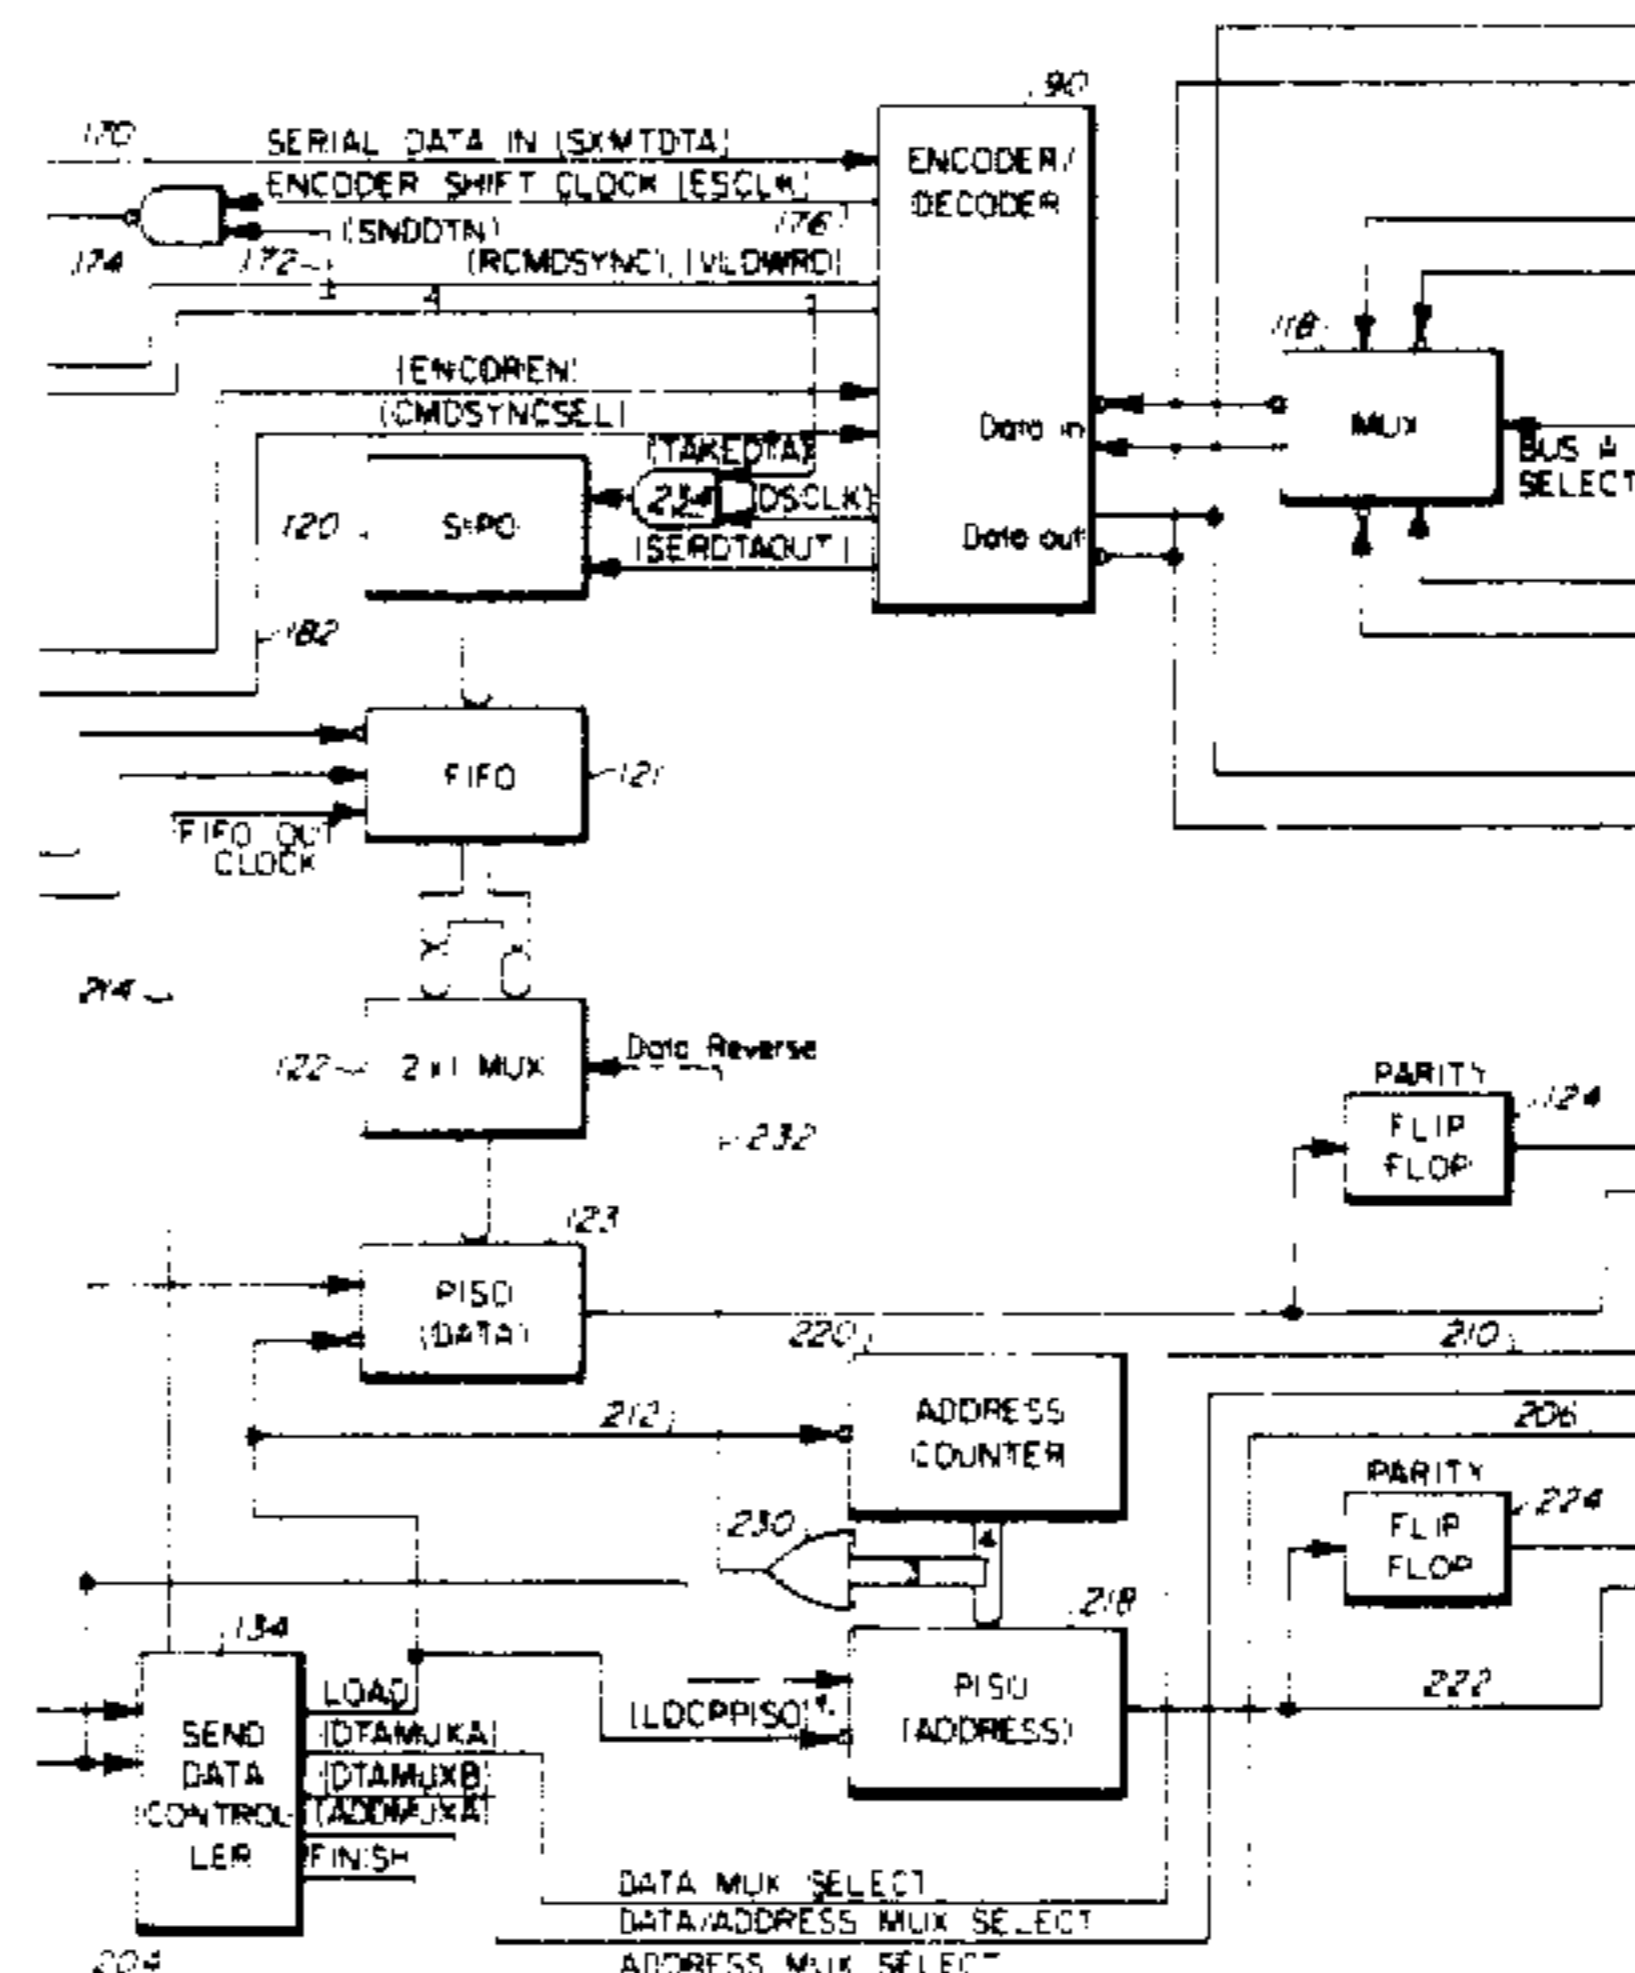 90
170
SERIAL DATA IN (SXMTDTA)
ENCODER/
DECODER
ENCODER SHIFT CLOCK (ESCLK)
176
(SNDDTN)
174
172
(RCMDSYNC), (VLDWRD)
118
(ENCDREN)
(CMDSYNCSEL)
Data in
MUX
BUS A
SELECT
(TAKEDTA)
234
(DSCLK)
120
SIPO
Data out
(SERDTAOUT)
182
FIFO
121
FIFO OUT
CLOCK
214
Data Reverse
122
2x1 MUX
PARITY
124
FLIP
FLOP
232
123
PISO
(DATA)
220
210
212
ADDRESS
COUNTER
206
PARITY
224
230
FLIP
FLOP
218
134
LOAD
PISO
(ADDRESS)
222
(LDCPPISO)
SEND
DATA
CONTROL
LER
(DTAMUXA)
(DTAMUXB)
(ADDMUXA)
FINISH
DATA MUX SELECT
DATA/ADDRESS MUX SELECT
ADDRESS MUX SELECT
204